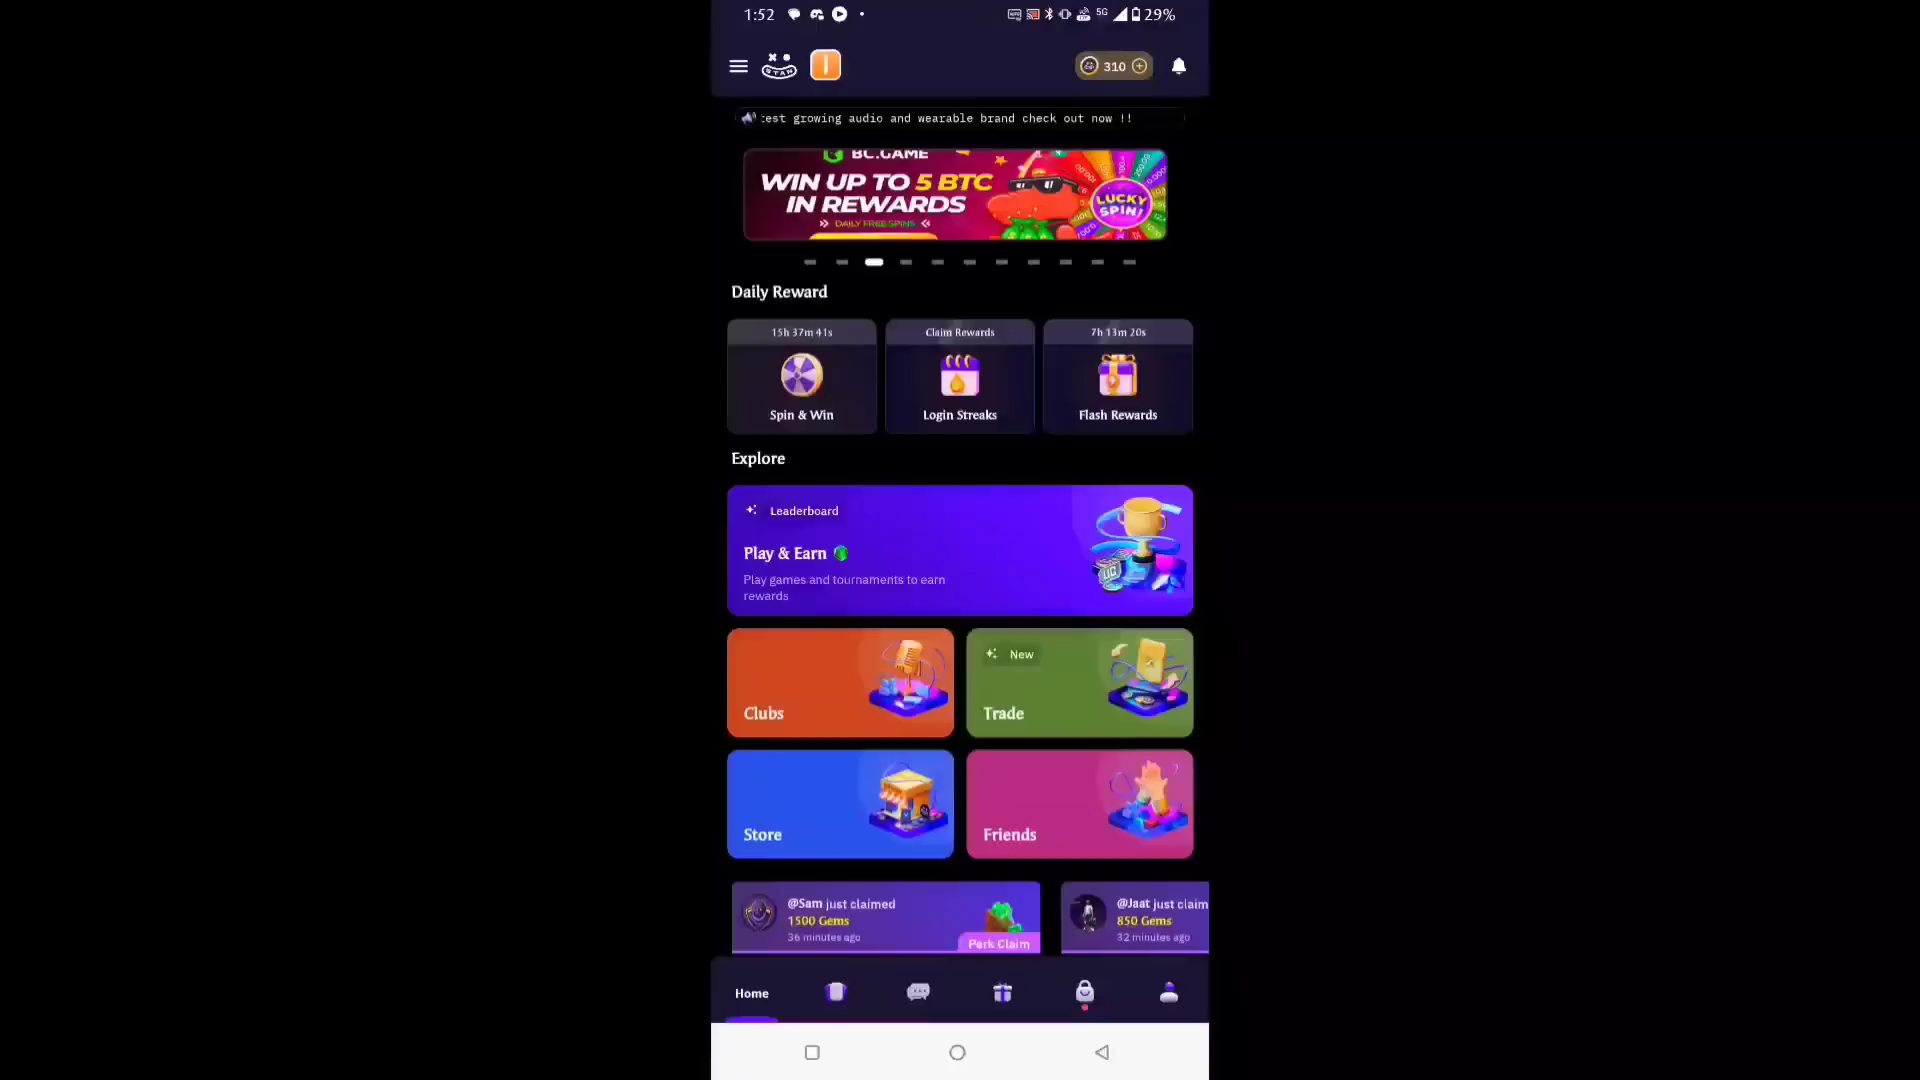 1:52
5G
29%
STAN
310
test growing audio and wearable brand check out now !!
BC.GAME
WIN UP TO 5 BTC
IN REWARDS
DAILY FREE SPINS
LUCKY
SPIN!
Daily Reward
15h 37m 41s
Claim Rewards
7h 13m 20s
Spin & Win
Login Streaks
Flash Rewards
Explore
Leaderboard
Play & Earn
Play games and tournaments to earn
rewards
UG
Clubs
New
Trade
Store
Friends
@Sam just claimed
1500 Gems
36 minutes ago
Perk Claim
@Jaat just claim
850 Gems
32 minutes ago
Home